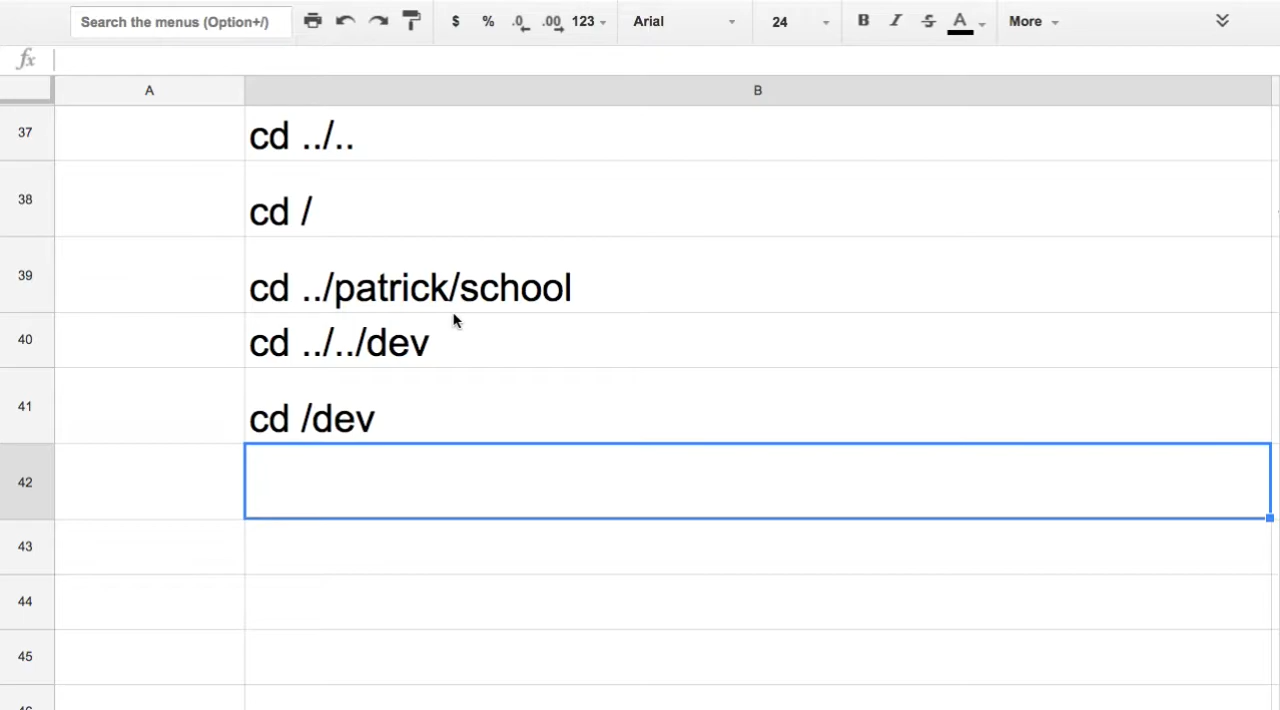 Search the menus (Option+/) $ % .0 .00 123 Arial 24 B I S A More
fx
A B
37 cd ../..
38 cd /
39 cd ../patrick/school
40 cd ../../dev
41 cd /dev
42
43
44
45
46